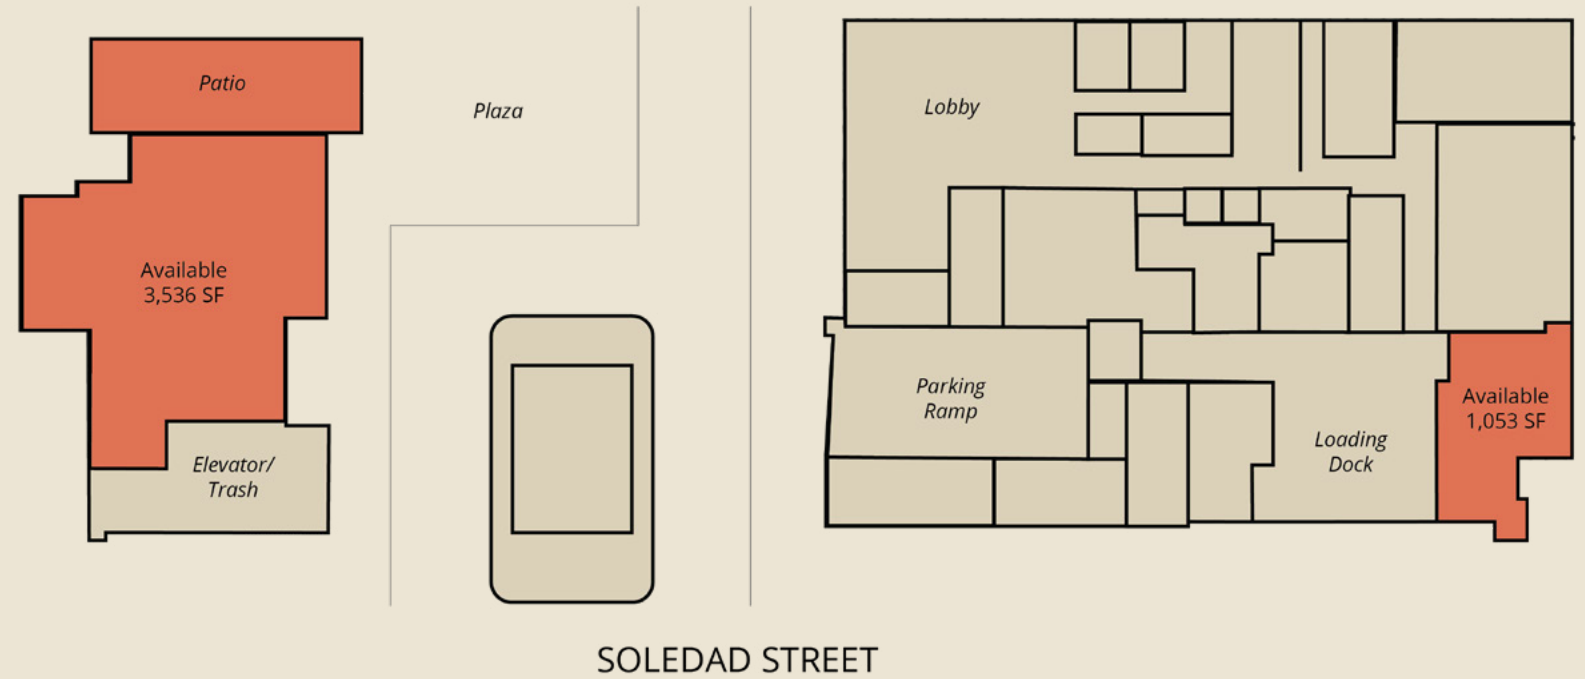 Patio
Plaza
Lobby
Available
3,536 SF
Parking
Ramp
Available
1,053 SF
Loading
Dock
Elevator/
Trash
SOLEDAD STREET